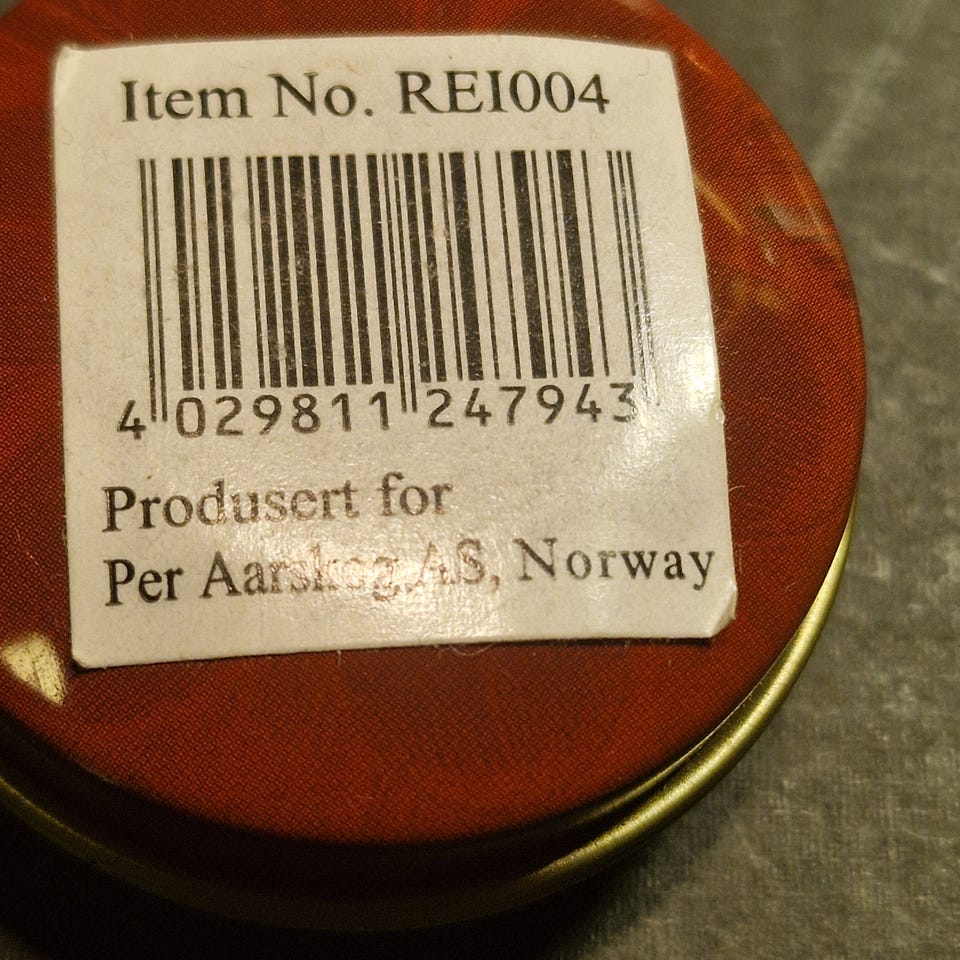 Item No. REI004
4 029811 247943
Produsert for
Per Aarskog AS, Norway